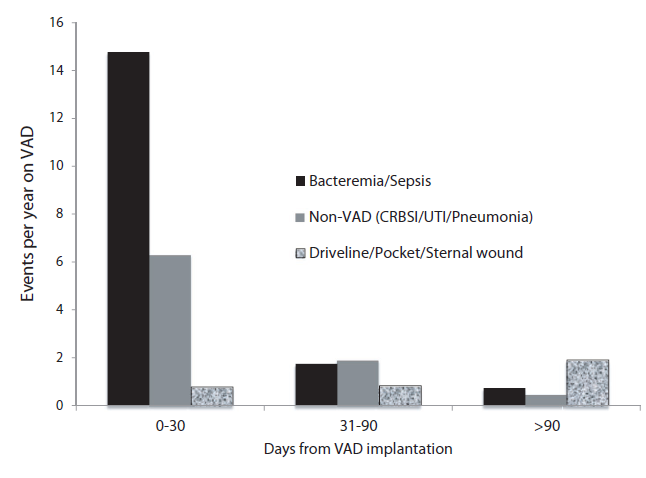 16
14
12
10
8
6
4
2
0
Events per year on VAD
Bacteremia/Sepsis
Non-VAD (CRBSI/UTI/Pneumonia)
Driveline/Pocket/Sternal wound
0-30
31-90
>90
Days from VAD implantation